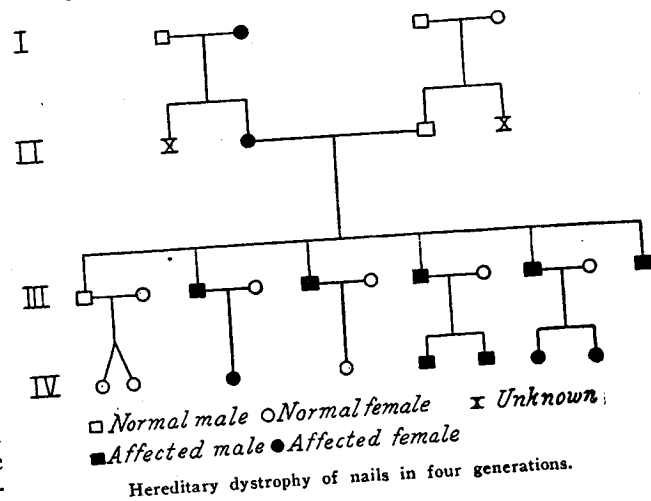 I
II
X
X
III
IV
Normal male Normal female X Unknown
Affected male Affected female
Hereditary dystrophy of nails in four generations.